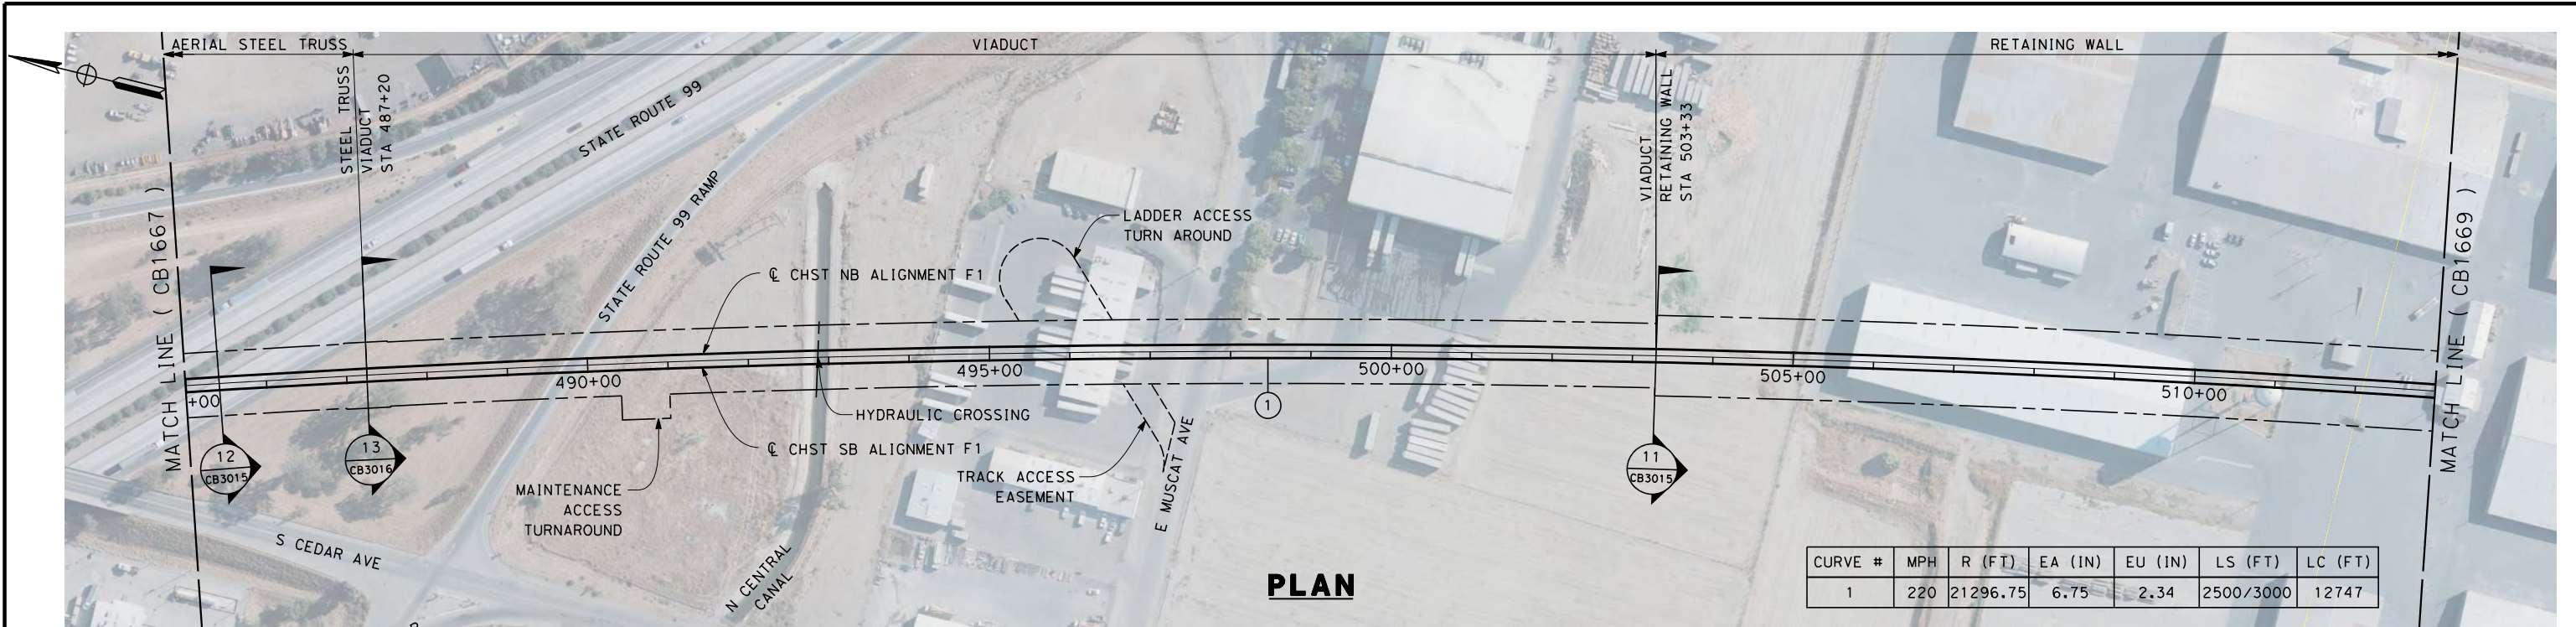 AERIAL STEEL TRUSS
VIADUCT
RETAINING WALL
STEEL TRUSS
VIADUCT
STA 487+20
STATE ROUTE 99
VIADUCT
RETAINING WALL
STA 503+33
MATCH LINE ( CB1667 )
STATE ROUTE 99 RAMP
LADDER ACCESS
TURN AROUND
℄ CHST NB ALIGNMENT F1
MATCH LINE ( CB1669 )
+00
490+00
495+00
500+00
505+00
510+00
1
HYDRAULIC CROSSING
℄ CHST SB ALIGNMENT F1
12
CB3015
13
CB3016
11
CB3015
TRACK ACCESS
EASEMENT
E MUSCAT AVE
MAINTENANCE
ACCESS
TURNAROUND
S CEDAR AVE
N CENTRAL
CANAL
PLAN
CURVE # MPH R (FT) EA (IN) EU (IN) LS (FT) LC (FT)
1 220 21296.75 6.75 2.34 2500/3000 12747